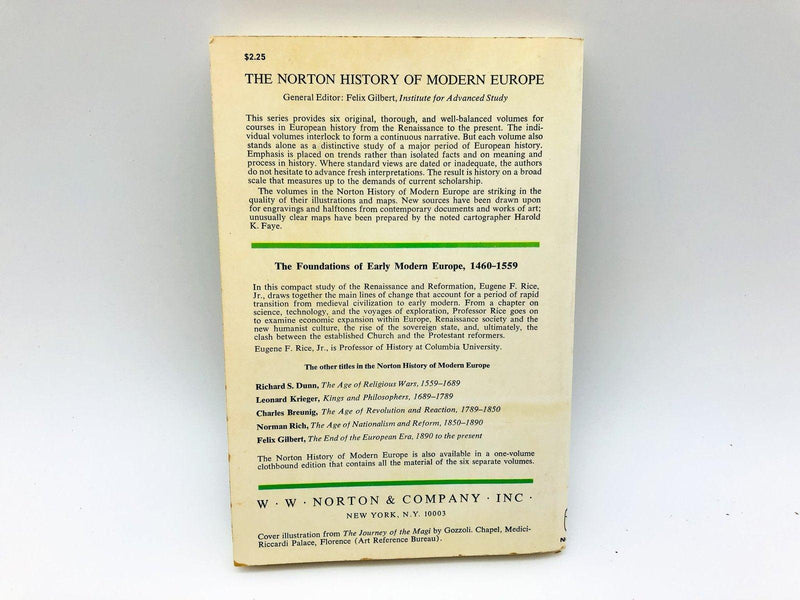 $2.25
THE NORTON HISTORY OF MODERN EUROPE
General Editor: Felix Gilbert, Institute for Advanced Study
This series provides six original, thorough, and well-balanced volumes for
courses in European history from the Renaissance to the present. The indi-
vidual volumes interlock to form a continuous narrative. But each volume also
stands alone as a distinctive study of a major period of European history.
Emphasis is placed on trends rather than isolated facts and on meaning and
process in history. Where standard views are dated or inadequate, the authors
do not hesitate to advance fresh interpretations. The result is history on a broad
scale that measures up to the demands of current scholarship.
The volumes in the Norton History of Modern Europe are striking in the
quality of their illustrations and maps. New sources have been drawn upon
for engravings and halftones from contemporary documents and works of art;
unusually clear maps have been prepared by the noted cartographer Harold
K. Faye.
The Foundations of Early Modern Europe, 1460–1559
In this compact study of the Renaissance and Reformation, Eugene F. Rice,
Jr., draws together the main lines of change that account for a period of rapid
transition from medieval civilization to early modern. From a chapter on
science, technology, and the voyages of exploration, Professor Rice goes on
to examine economic expansion within Europe, Renaissance society and the
new humanist culture, the rise of the sovereign state, and, ultimately, the
clash between the established Church and the Protestant reformers.
Eugene F. Rice, Jr., is Professor of History at Columbia University.
The other titles in the Norton History of Modern Europe
Richard S. Dunn, The Age of Religious Wars, 1559–1689
Leonard Krieger, Kings and Philosophers, 1689–1789
Charles Breunig, The Age of Revolution and Reaction, 1789–1850
Norman Rich, The Age of Nationalism and Reform, 1850–1890
Felix Gilbert, The End of the European Era, 1890 to the present
The Norton History of Modern Europe is also available in a one-volume
clothbound edition that contains all the material of the six separate volumes.
W · W · NORTON & COMPANY · INC ·
NEW YORK, N.Y. 10003
Cover illustration from The Journey of the Magi by Gozzoli. Chapel, Medici-
Riccardi Palace, Florence (Art Reference Bureau).